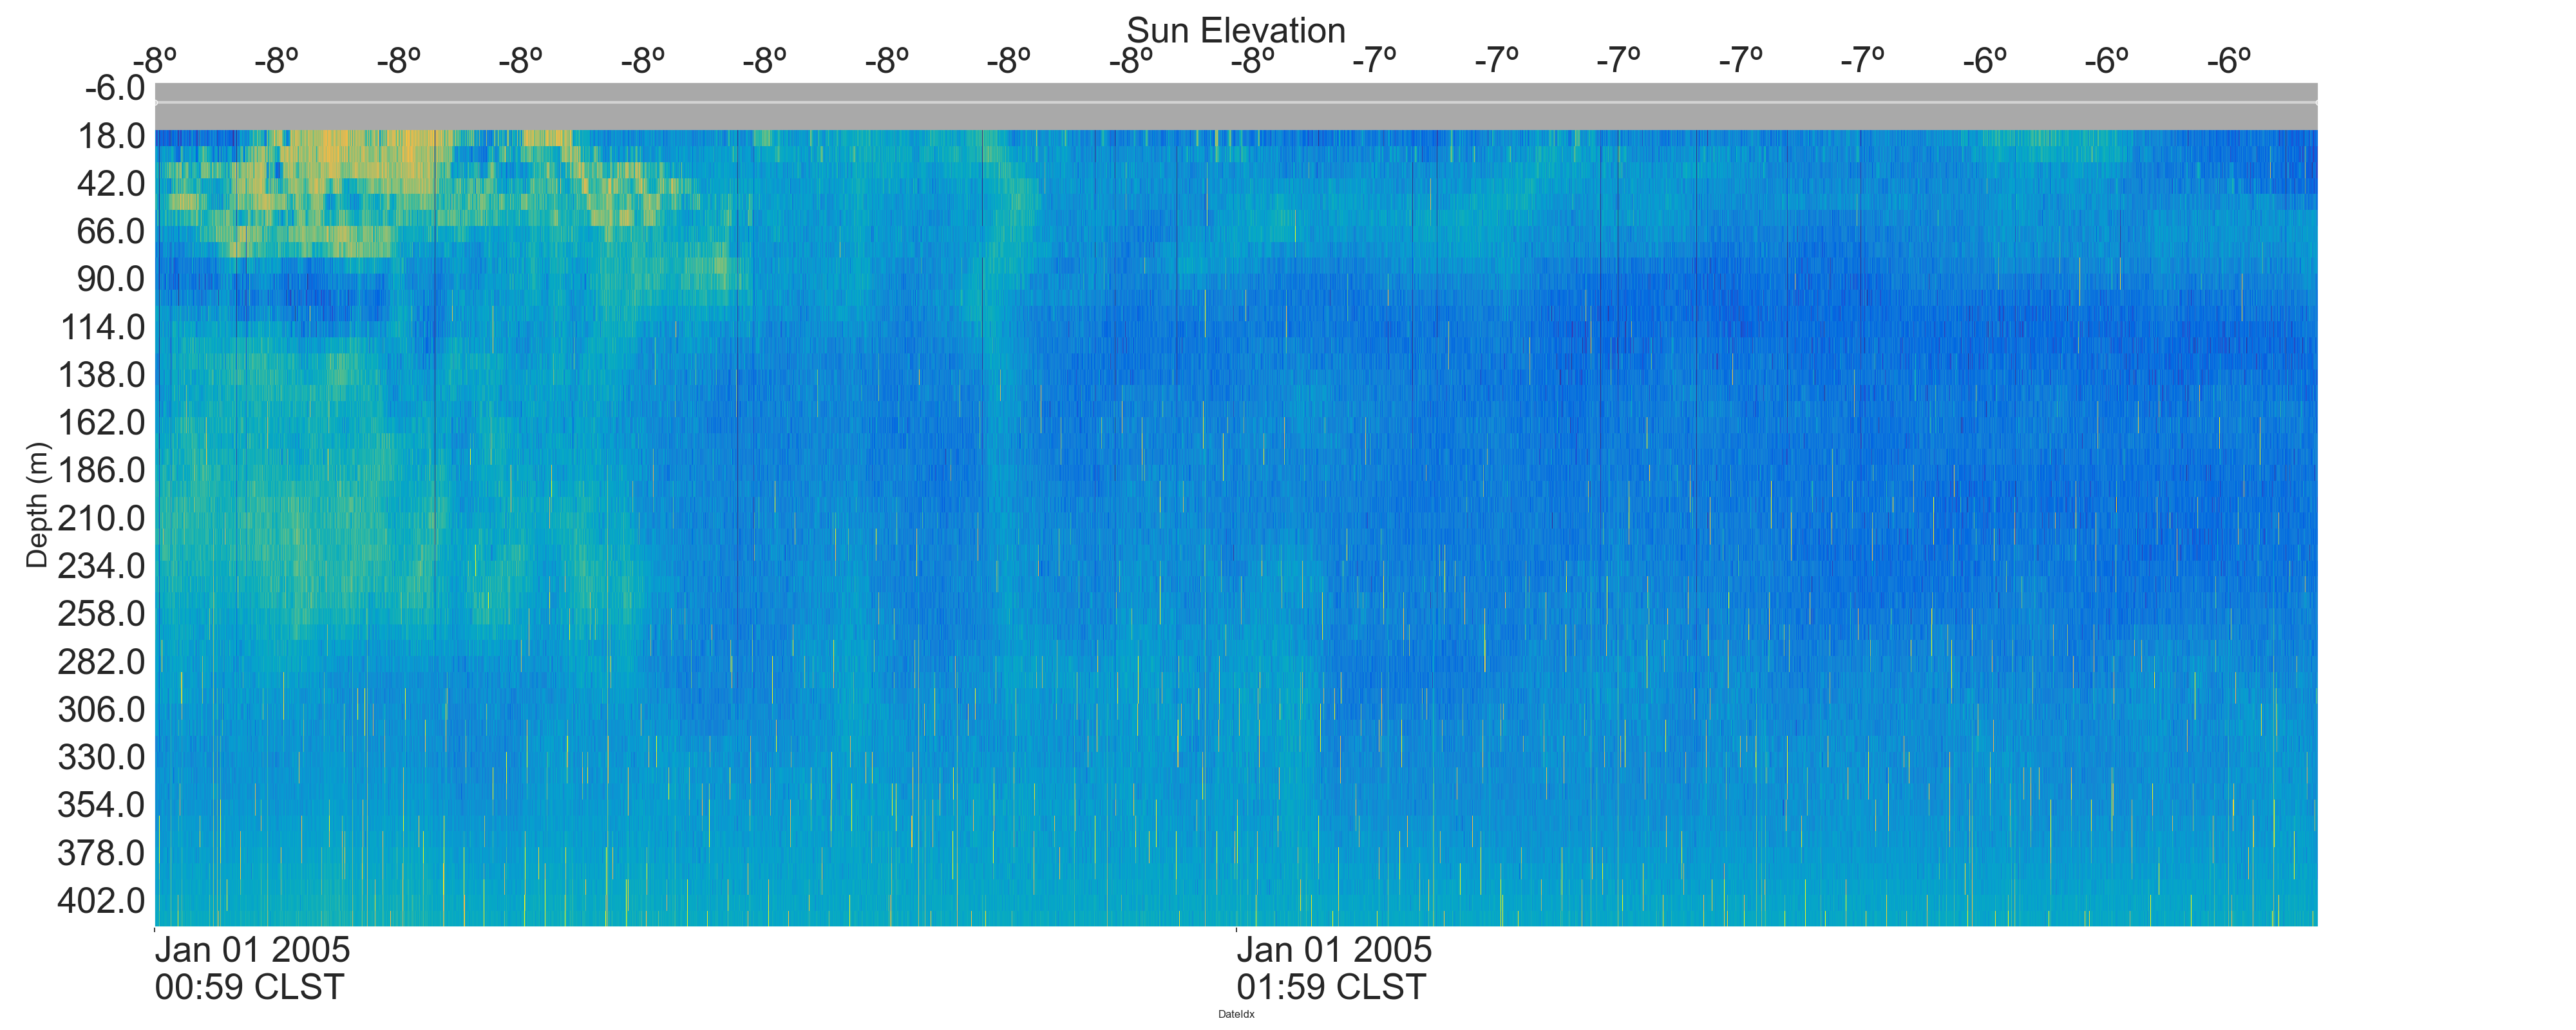 Sun Elevation
-8º -8º -8º -8º -8º -8º -8º -8º -8º -8º -7º -7º -7º -7º -7º -6º -6º -6º
-6.0
18.0
42.0
66.0
90.0
114.0
138.0
162.0
186.0
210.0
234.0
258.0
282.0
306.0
330.0
354.0
378.0
402.0
Depth (m)
Jan 01 2005
00:59 CLST
Jan 01 2005
01:59 CLST
DateIdx